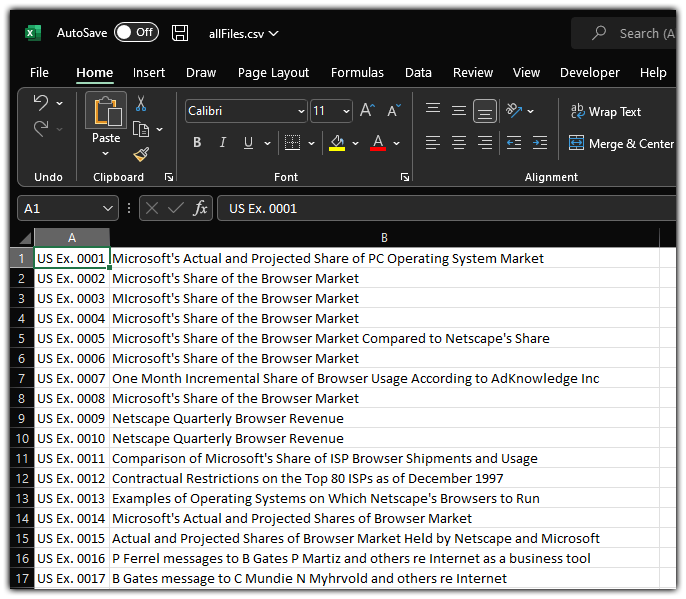 AutoSave Off allFiles.csv Search (A
File Home Insert Draw Page Layout Formulas Data Review View Developer Help
Paste
Calibri 11 A A
B I U A
ab Wrap Text
Merge & Center
Undo Clipboard Font Alignment
A1 fx US Ex. 0001
A B
1 US Ex. 0001 Microsoft's Actual and Projected Share of PC Operating System Market
2 US Ex. 0002 Microsoft's Share of the Browser Market
3 US Ex. 0003 Microsoft's Share of the Browser Market
4 US Ex. 0004 Microsoft's Share of the Browser Market
5 US Ex. 0005 Microsoft's Share of the Browser Market Compared to Netscape's Share
6 US Ex. 0006 Microsoft's Share of the Browser Market
7 US Ex. 0007 One Month Incremental Share of Browser Usage According to AdKnowledge Inc
8 US Ex. 0008 Microsoft's Share of the Browser Market
9 US Ex. 0009 Netscape Quarterly Browser Revenue
10 US Ex. 0010 Netscape Quarterly Browser Revenue
11 US Ex. 0011 Comparison of Microsoft's Share of ISP Browser Shipments and Usage
12 US Ex. 0012 Contractual Restrictions on the Top 80 ISPs as of December 1997
13 US Ex. 0013 Examples of Operating Systems on Which Netscape's Browsers to Run
14 US Ex. 0014 Microsoft's Actual and Projected Shares of Browser Market
15 US Ex. 0015 Actual and Projected Shares of Browser Market Held by Netscape and Microsoft
16 US Ex. 0016 P Ferrel messages to B Gates P Martiz and others re Internet as a business tool
17 US Ex. 0017 B Gates message to C Mundie N Myhrvold and others re Internet